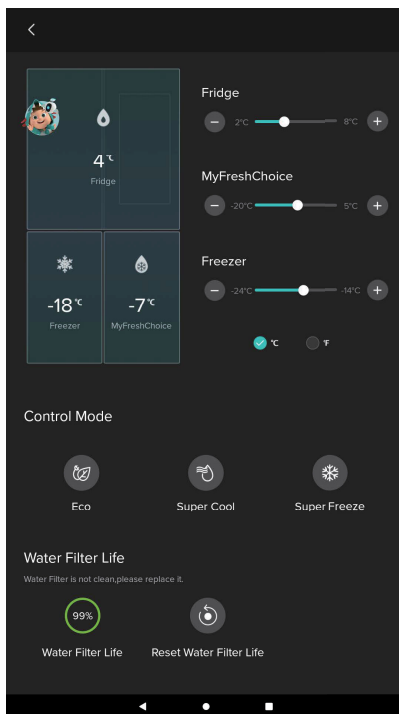 Fridge
2°C
8°C
4°C
Fridge
MyFreshChoice
-20°C
5°C
Freezer
-24°C
-14°C
-18°C
Freezer
-7°C
MyFreshChoice
°C
°F
Control Mode
Eco
Super Cool
Super Freeze
Water Filter Life
Water Filter is not clean,please replace it.
99%
Water Filter Life
Reset Water Filter Life